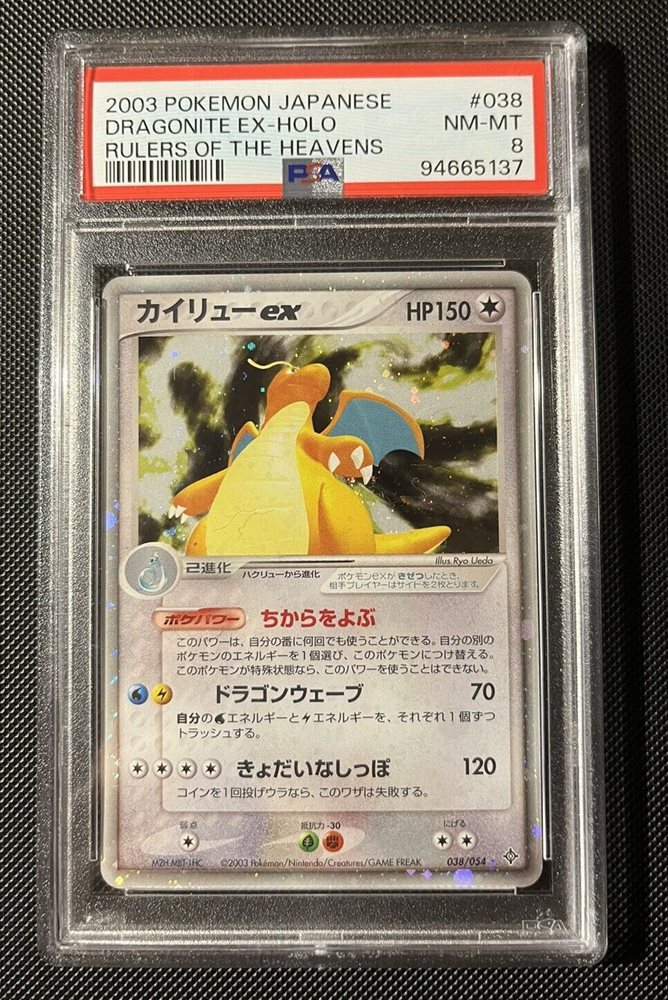 2003 POKEMON JAPANESE #038
DRAGONITE EX-HOLO NM-MT
RULERS OF THE HEAVENS 8
PSA 94665137
カイリューex HP150
Illus.Ryo Ueda
2進化 ハクリューから進化
ポケモンexがきぜつしたとき、
相手プレイヤーはサイドを2枚とります。
ポケパワー ちからをよぶ
このパワーは、自分の番に何回でも使うことができる。自分の別の
ポケモンのエネルギーを1個選び、このポケモンにつけ替える。
このポケモンが特殊状態なら、このパワーを使うことはできない。
ドラゴンウェーブ 70
自分のエネルギーとエネルギーを、それぞれ1個ずつ
トラッシュする。
きょだいなしっぽ 120
コインを1回投げウラなら、このワザは失敗する。
弱点 抵抗力 -30 にげる
©2003 Pokémon/Nintendo/Creatures/GAME FREAK 038/054